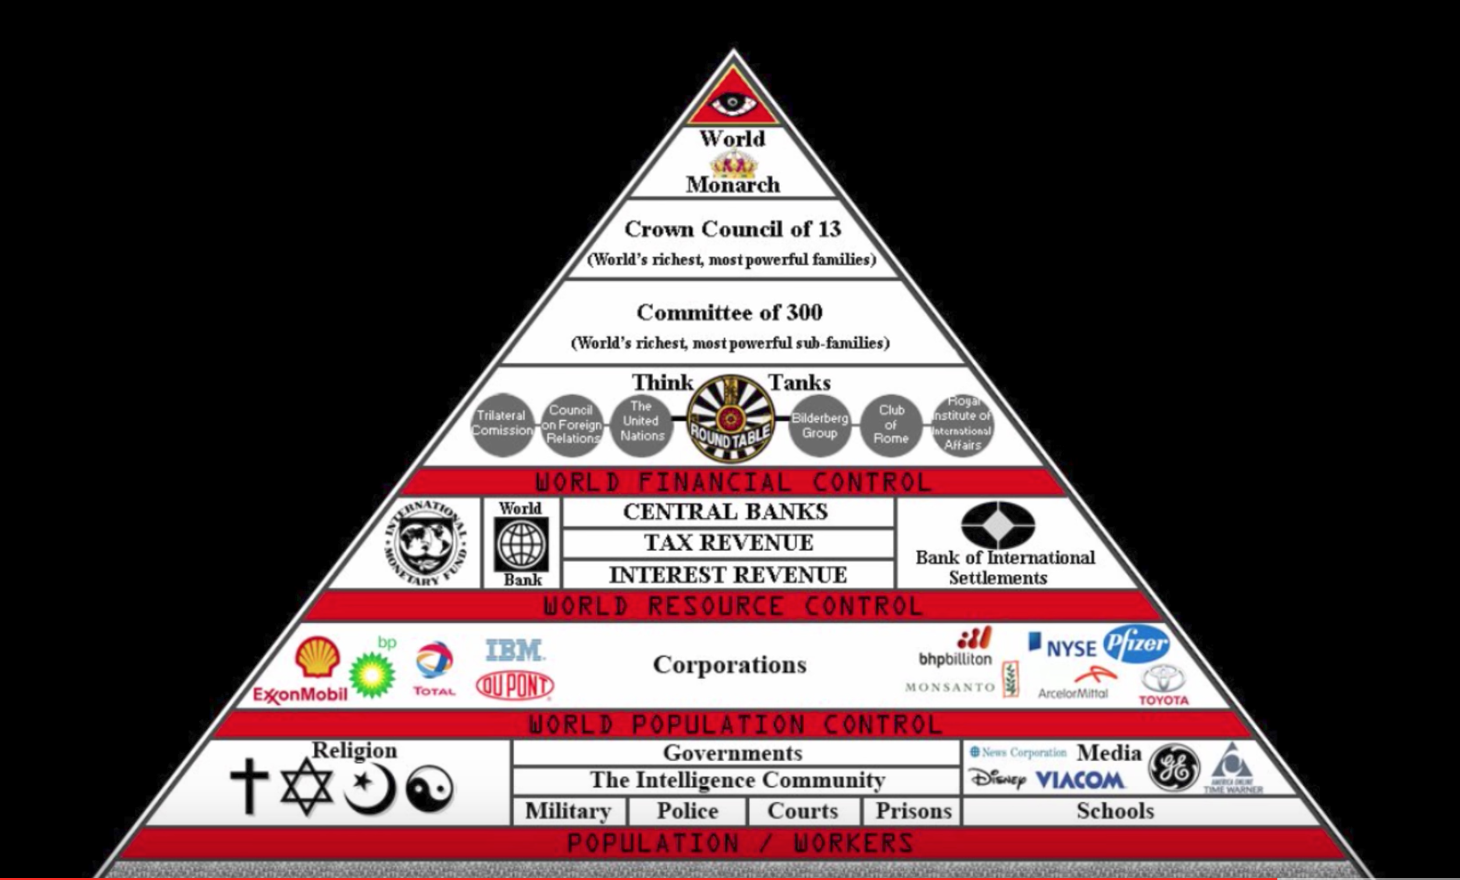 World
Monarch
Crown Council of 13
(World's richest, most powerful families)
Committee of 300
(World's richest, most powerful sub-families)
Think Tanks
Trilateral
Comission
Council
on Foreign
Relations
The
United
Nations
ROUND TABLE
Bilderberg
Group
Club
of
Rome
Royal
Institute of
International
Affairs
WORLD FINANCIAL CONTROL
INTERNATIONAL
MONETARY FUND
World
Bank
CENTRAL BANKS
TAX REVENUE
INTEREST REVENUE
Bank of International
Settlements
WORLD RESOURCE CONTROL
ExxonMobil
bp
TOTAL
IBM
DU PONT
Corporations
bhpbilliton
MONSANTO
NYSE
Pfizer
ArcelorMittal
TOYOTA
WORLD POPULATION CONTROL
Religion
Governments
The Intelligence Community
Military
Police
Courts
Prisons
News Corporation
Media
Disney
VIACOM
GE
AMERICA ONLINE
TIME WARNER
Schools
POPULATION / WORKERS